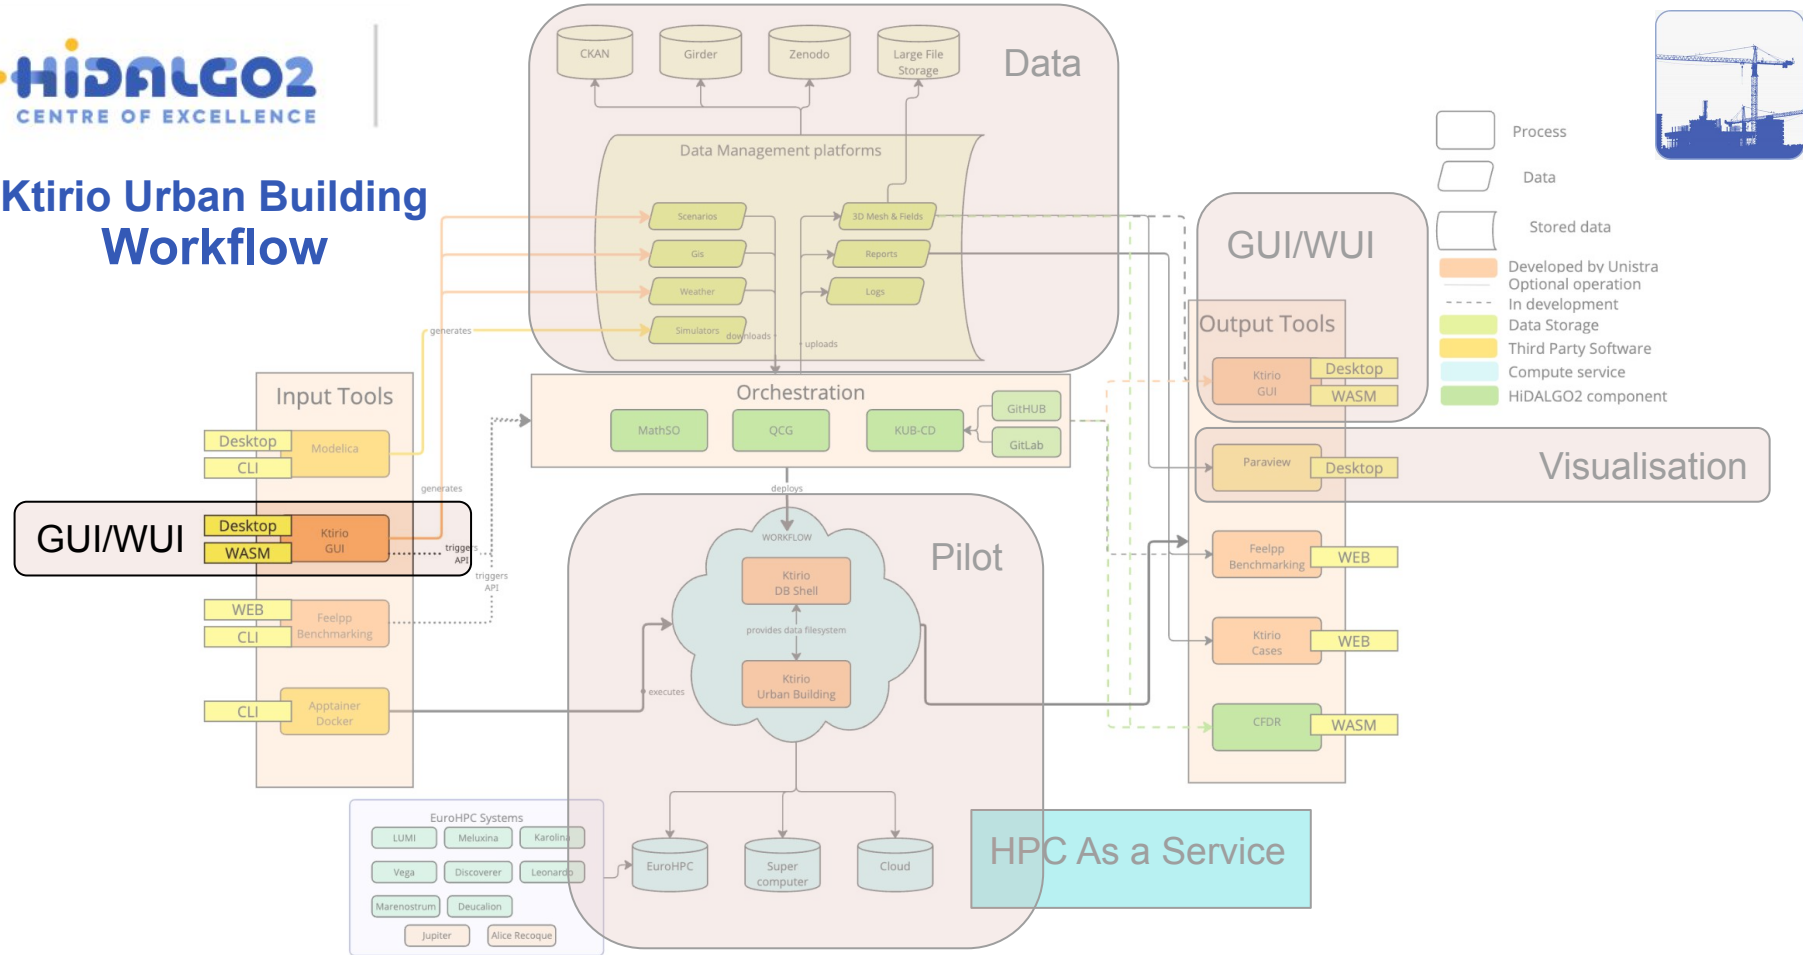 HiDALGO2
CENTRE OF EXCELLENCE
Ktirio Urban Building
Workflow
CKAN
Girder
Zenodo
Large File
Storage
Data
Data Management platforms
Scenarios
Gis
Weather
Simulators
3D Mesh & Fields
Reports
Logs
downloads
uploads
generates
Process
Data
Stored data
Developed by Unistra
Optional operation
In development
Data Storage
Third Party Software
Compute service
HiDALGO2 component
GUI/WUI
Output Tools
Ktirio
GUI
Desktop
WASM
Paraview
Desktop
Visualisation
Feelpp
Benchmarking
WEB
Ktirio
Cases
WEB
CFDR
WASM
Orchestration
MathSO
QCG
KUB-CD
GitHUB
GitLab
Input Tools
Desktop
CLI
Modelica
generates
GUI/WUI
Desktop
WASM
Ktirio
GUI
triggers
API
triggers
API
WEB
CLI
Feelpp
Benchmarking
CLI
Apptainer
Docker
deploys
WORKFLOW
Pilot
Ktirio
DB Shell
provides data filesystem
Ktirio
Urban Building
executes
EuroHPC
Super
computer
Cloud
HPC As a Service
EuroHPC Systems
LUMI
Meluxina
Karolina
Vega
Discoverer
Leonardo
Marenostrum
Deucalion
Jupiter
Alice Recoque